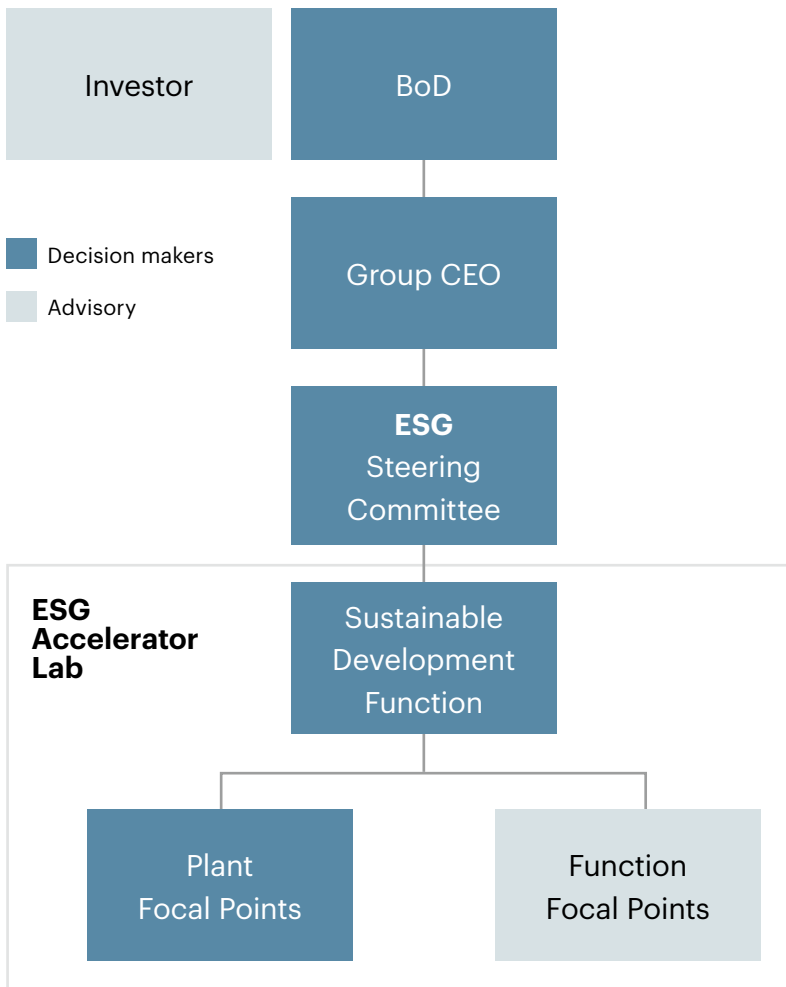 Investor
BoD
Group CEO
Decision makers
Advisory
ESG
Steering
Committee
ESG
Accelerator
Lab
Sustainable
Development
Function
Plant
Focal Points
Function
Focal Points